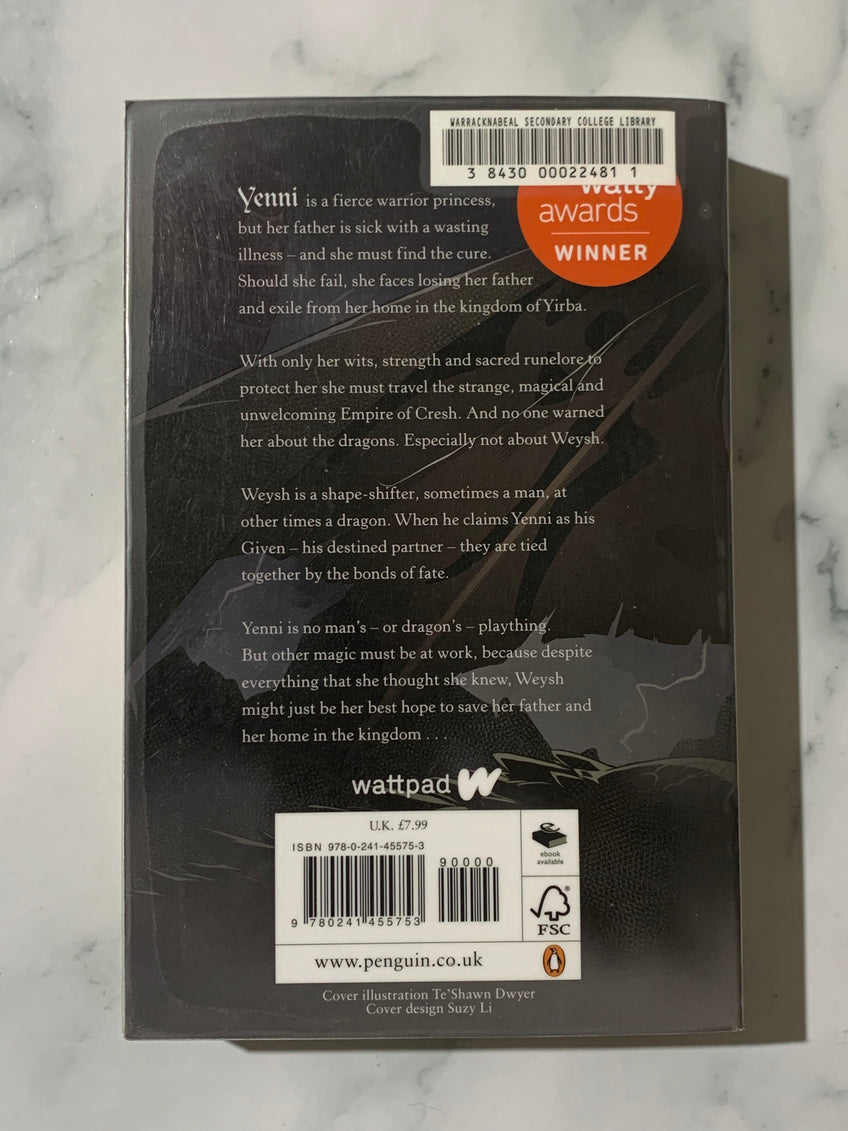 WARRACKNABEAL SECONDARY COLLEGE LIBRARY
3 8430 00022481 1
watty
awards
WINNER
Yenni is a fierce warrior princess,
but her father is sick with a wasting
illness – and she must find the cure.
Should she fail, she faces losing her father
and exile from her home in the kingdom of Yirba.
With only her wits, strength and sacred runelore to
protect her she must travel the strange, magical and
unwelcoming Empire of Cresh. And no one warned
her about the dragons. Especially not about Weysh.
Weysh is a shape-shifter, sometimes a man, at
other times a dragon. When he claims Yenni as his
Given – his destined partner – they are tied
together by the bonds of fate.
Yenni is no man's – or dragon's – plaything.
But other magic must be at work, because despite
everything that she thought she knew, Weysh
might just be her best hope to save her father and
her home in the kingdom . . .
wattpad W
U.K. £7.99
ISBN 978-0-241-45575-3
90000
9 780241 455753
ebook
available
FSC
www.penguin.co.uk
Cover illustration Te'Shawn Dwyer
Cover design Suzy Li